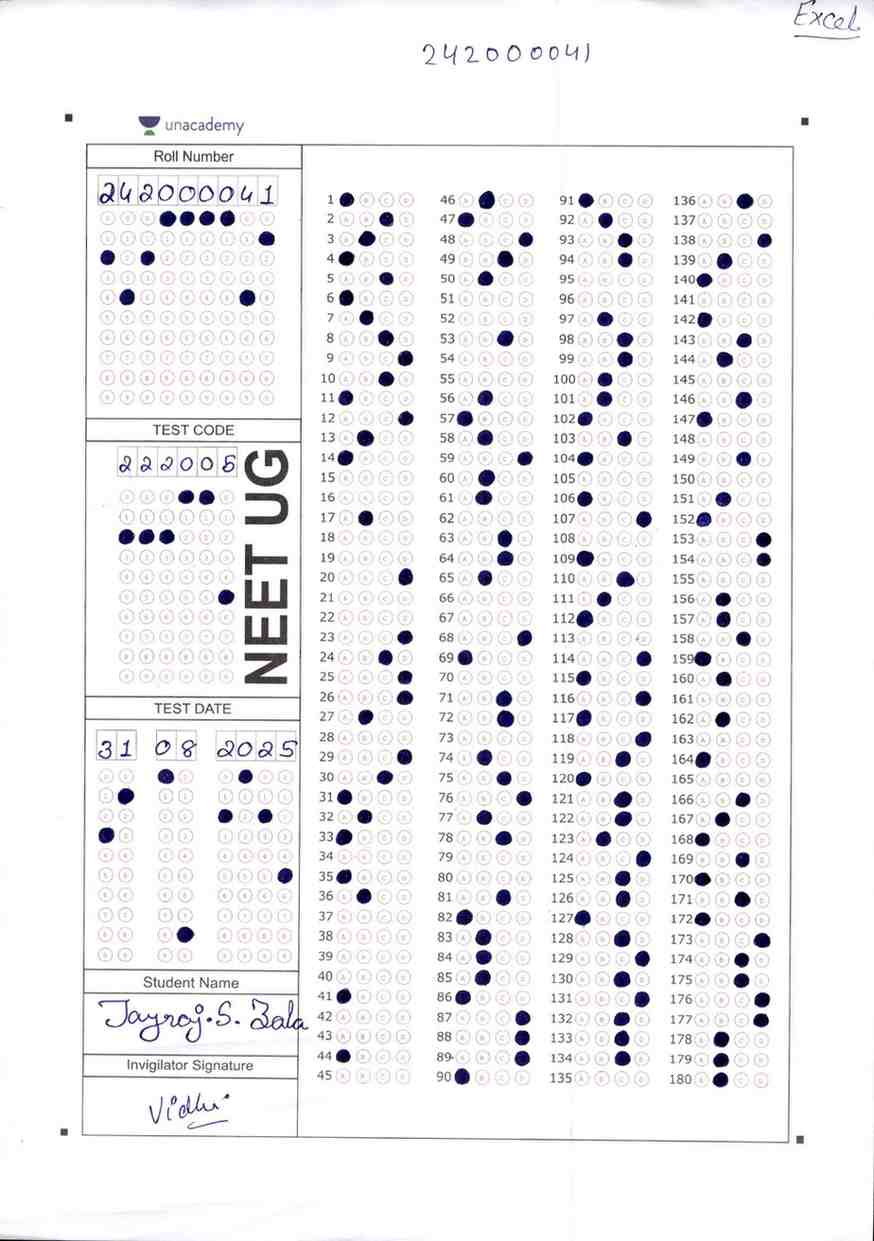 Excel
242000041
unacademy
Roll Number
242000041
TEST CODE
222005
NEET UG
TEST DATE
31 08 2025
Student Name
Jayraj.S. Zala
Invigilator Signature
Vidhi
1 46 91 136
2 47 92 137
3 48 93 138
4 49 94 139
5 50 95 140
6 51 96 141
7 52 97 142
8 53 98 143
9 54 99 144
10 55 100 145
11 56 101 146
12 57 102 147
13 58 103 148
14 59 104 149
15 60 105 150
16 61 106 151
17 62 107 152
18 63 108 153
19 64 109 154
20 65 110 155
21 66 111 156
22 67 112 157
23 68 113 158
24 69 114 159
25 70 115 160
26 71 116 161
27 72 117 162
28 73 118 163
29 74 119 164
30 75 120 165
31 76 121 166
32 77 122 167
33 78 123 168
34 79 124 169
35 80 125 170
36 81 126 171
37 82 127 172
38 83 128 173
39 84 129 174
40 85 130 175
41 86 131 176
42 87 132 177
43 88 133 178
44 89 134 179
45 90 135 180